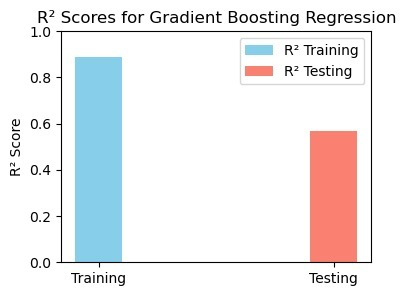 R² Scores for Gradient Boosting Regression
1.0
0.8
0.6
0.4
0.2
0.0
R² Score
R² Training
R² Testing
Training
Testing